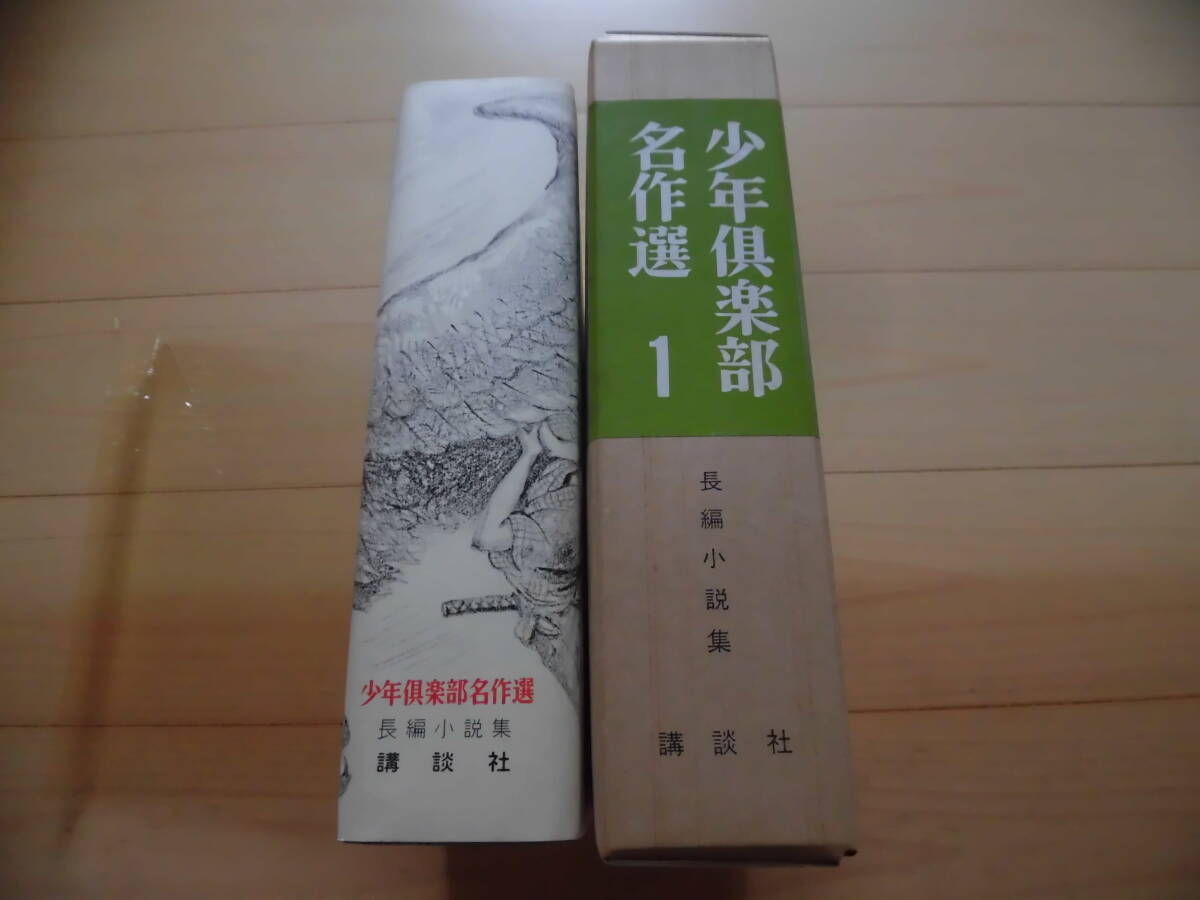 少年倶楽部名作選
長編小説集
講談社
少年倶楽部
名作選
1
長編小説集
講談社